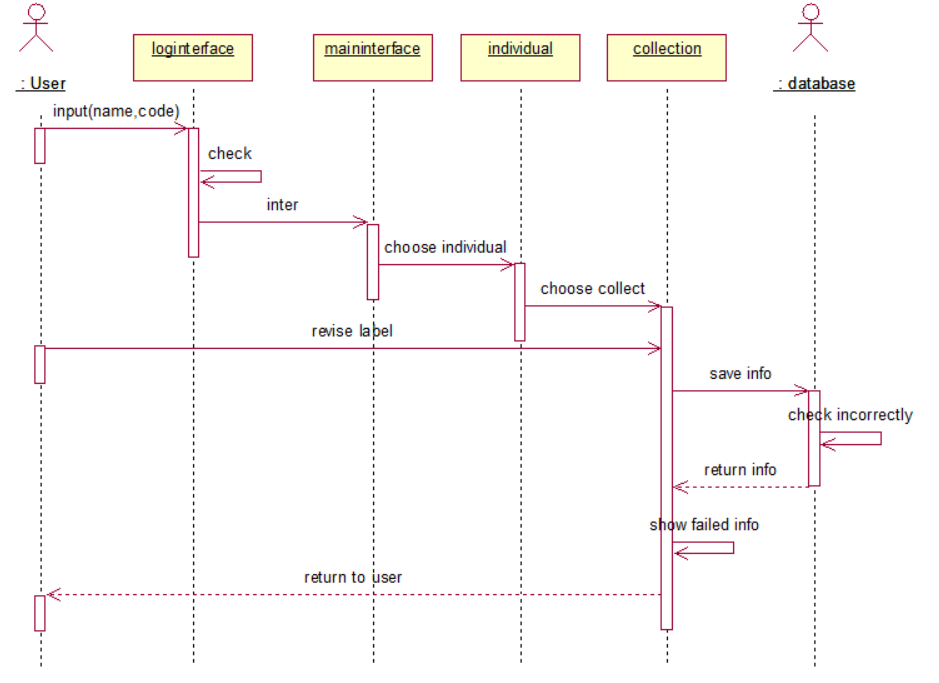 : User
loginterface
maininterface
individual
collection
: database
input(name,code)
check
inter
choose individual
choose collect
revise label
save info
check incorrectly
return info
show failed info
return to user